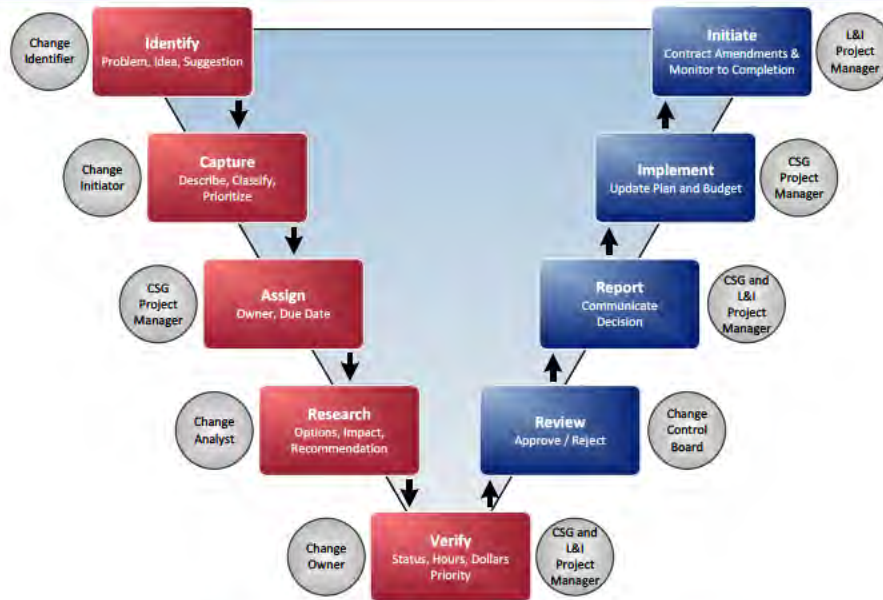 Change
Identifier
Identify
Problem, Idea, Suggestion
Initiate
Contract Amendments &
Monitor to Completion
L&I
Project
Manager
Change
Initiator
Capture
Describe, Classify,
Prioritize
Implement
Update Plan and Budget
CSG
Project
Manager
CSG
Project
Manager
Assign
Owner, Due Date
Report
Communicate
Decision
CSG and
L&I
Project
Manager
Change
Analyst
Research
Options, Impact,
Recommendation
Review
Approve / Reject
Change
Control
Board
Change
Owner
Verify
Status, Hours, Dollars
Priority
CSG and
L&I
Project
Manager